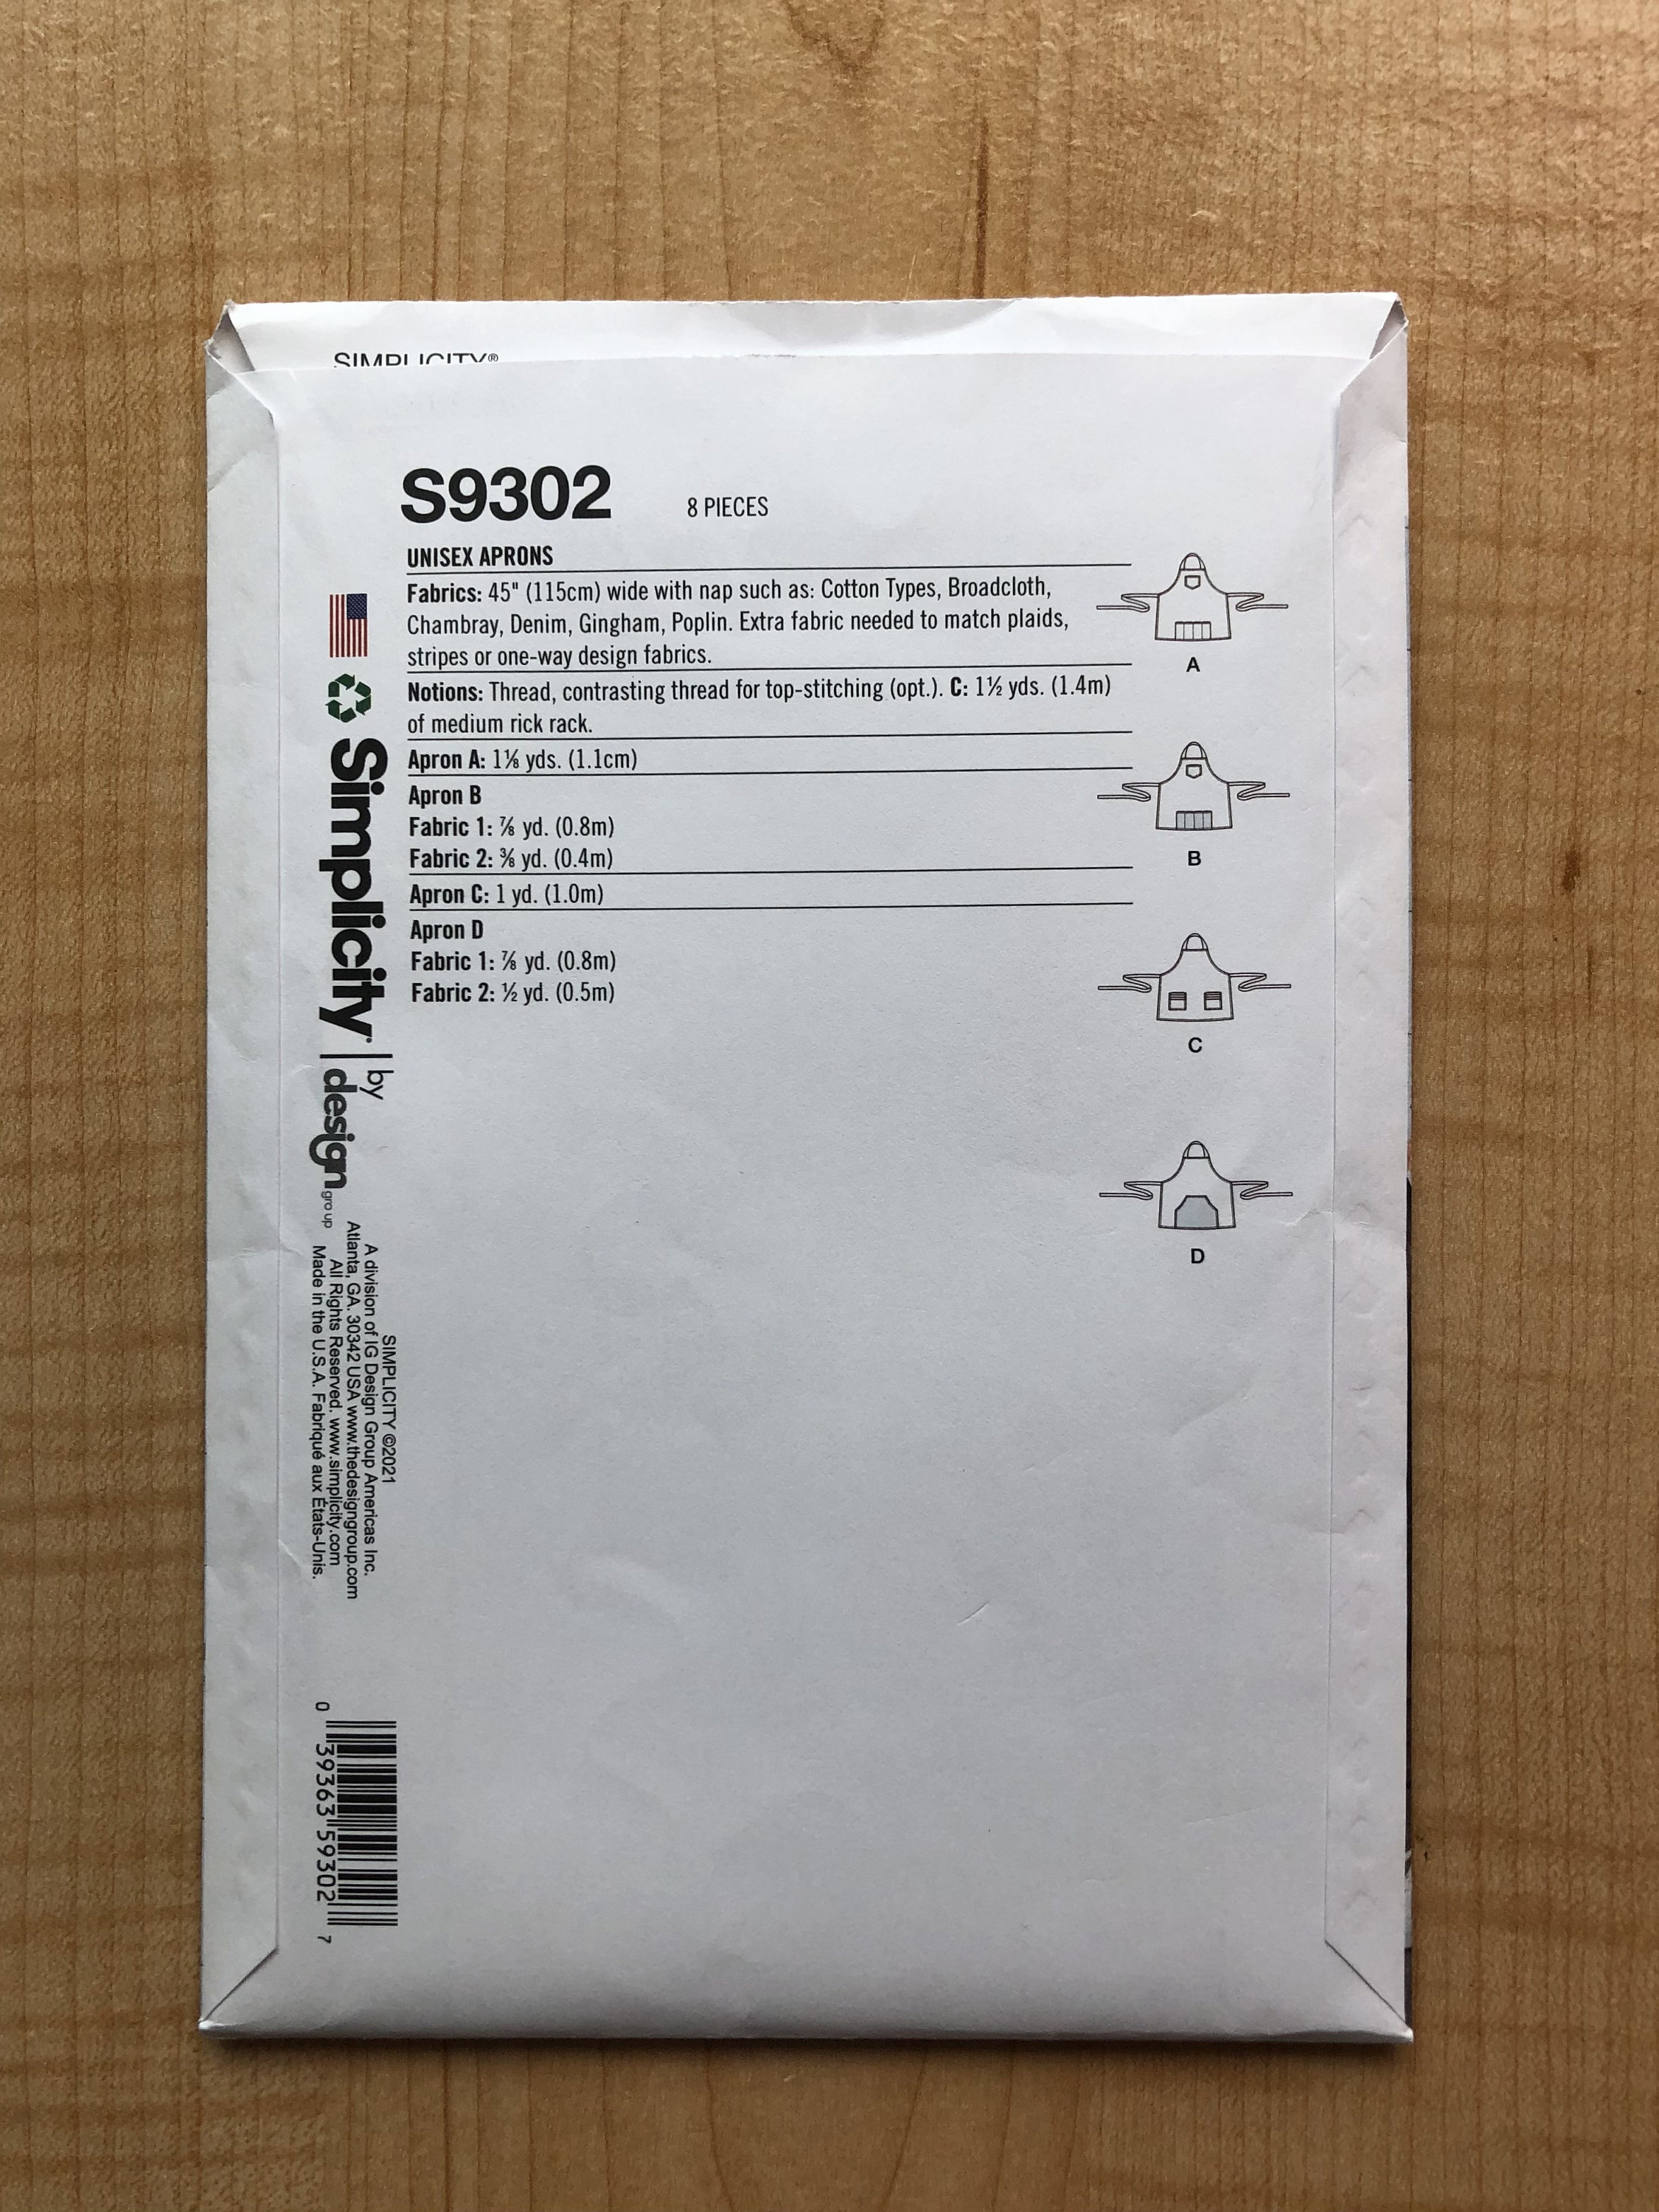 SIMPLICITY®
S9302 8 PIECES
UNISEX APRONS
Fabrics: 45" (115cm) wide with nap such as: Cotton Types, Broadcloth,
Chambray, Denim, Gingham, Poplin. Extra fabric needed to match plaids,
stripes or one-way design fabrics.
Notions: Thread, contrasting thread for top-stitching (opt.). C: 1½ yds. (1.4m)
of medium rick rack.
Apron A: 1⅛ yds. (1.1cm)
Apron B
Fabric 1: ⅞ yd. (0.8m)
Fabric 2: ⅜ yd. (0.4m)
Apron C: 1 yd. (1.0m)
Apron D
Fabric 1: ⅞ yd. (0.8m)
Fabric 2: ½ yd. (0.5m)
A
B
C
D
Simplicity® | by
design
group
SIMPLICITY ©2021
A division of IG Design Group Americas Inc.
Atlanta, GA. 30342 USA www.thedesigngroup.com
All Rights Reserved. www.simplicity.com
Made in the U.S.A. Fabriqué aux États-Unis.
0 39363 59302 7